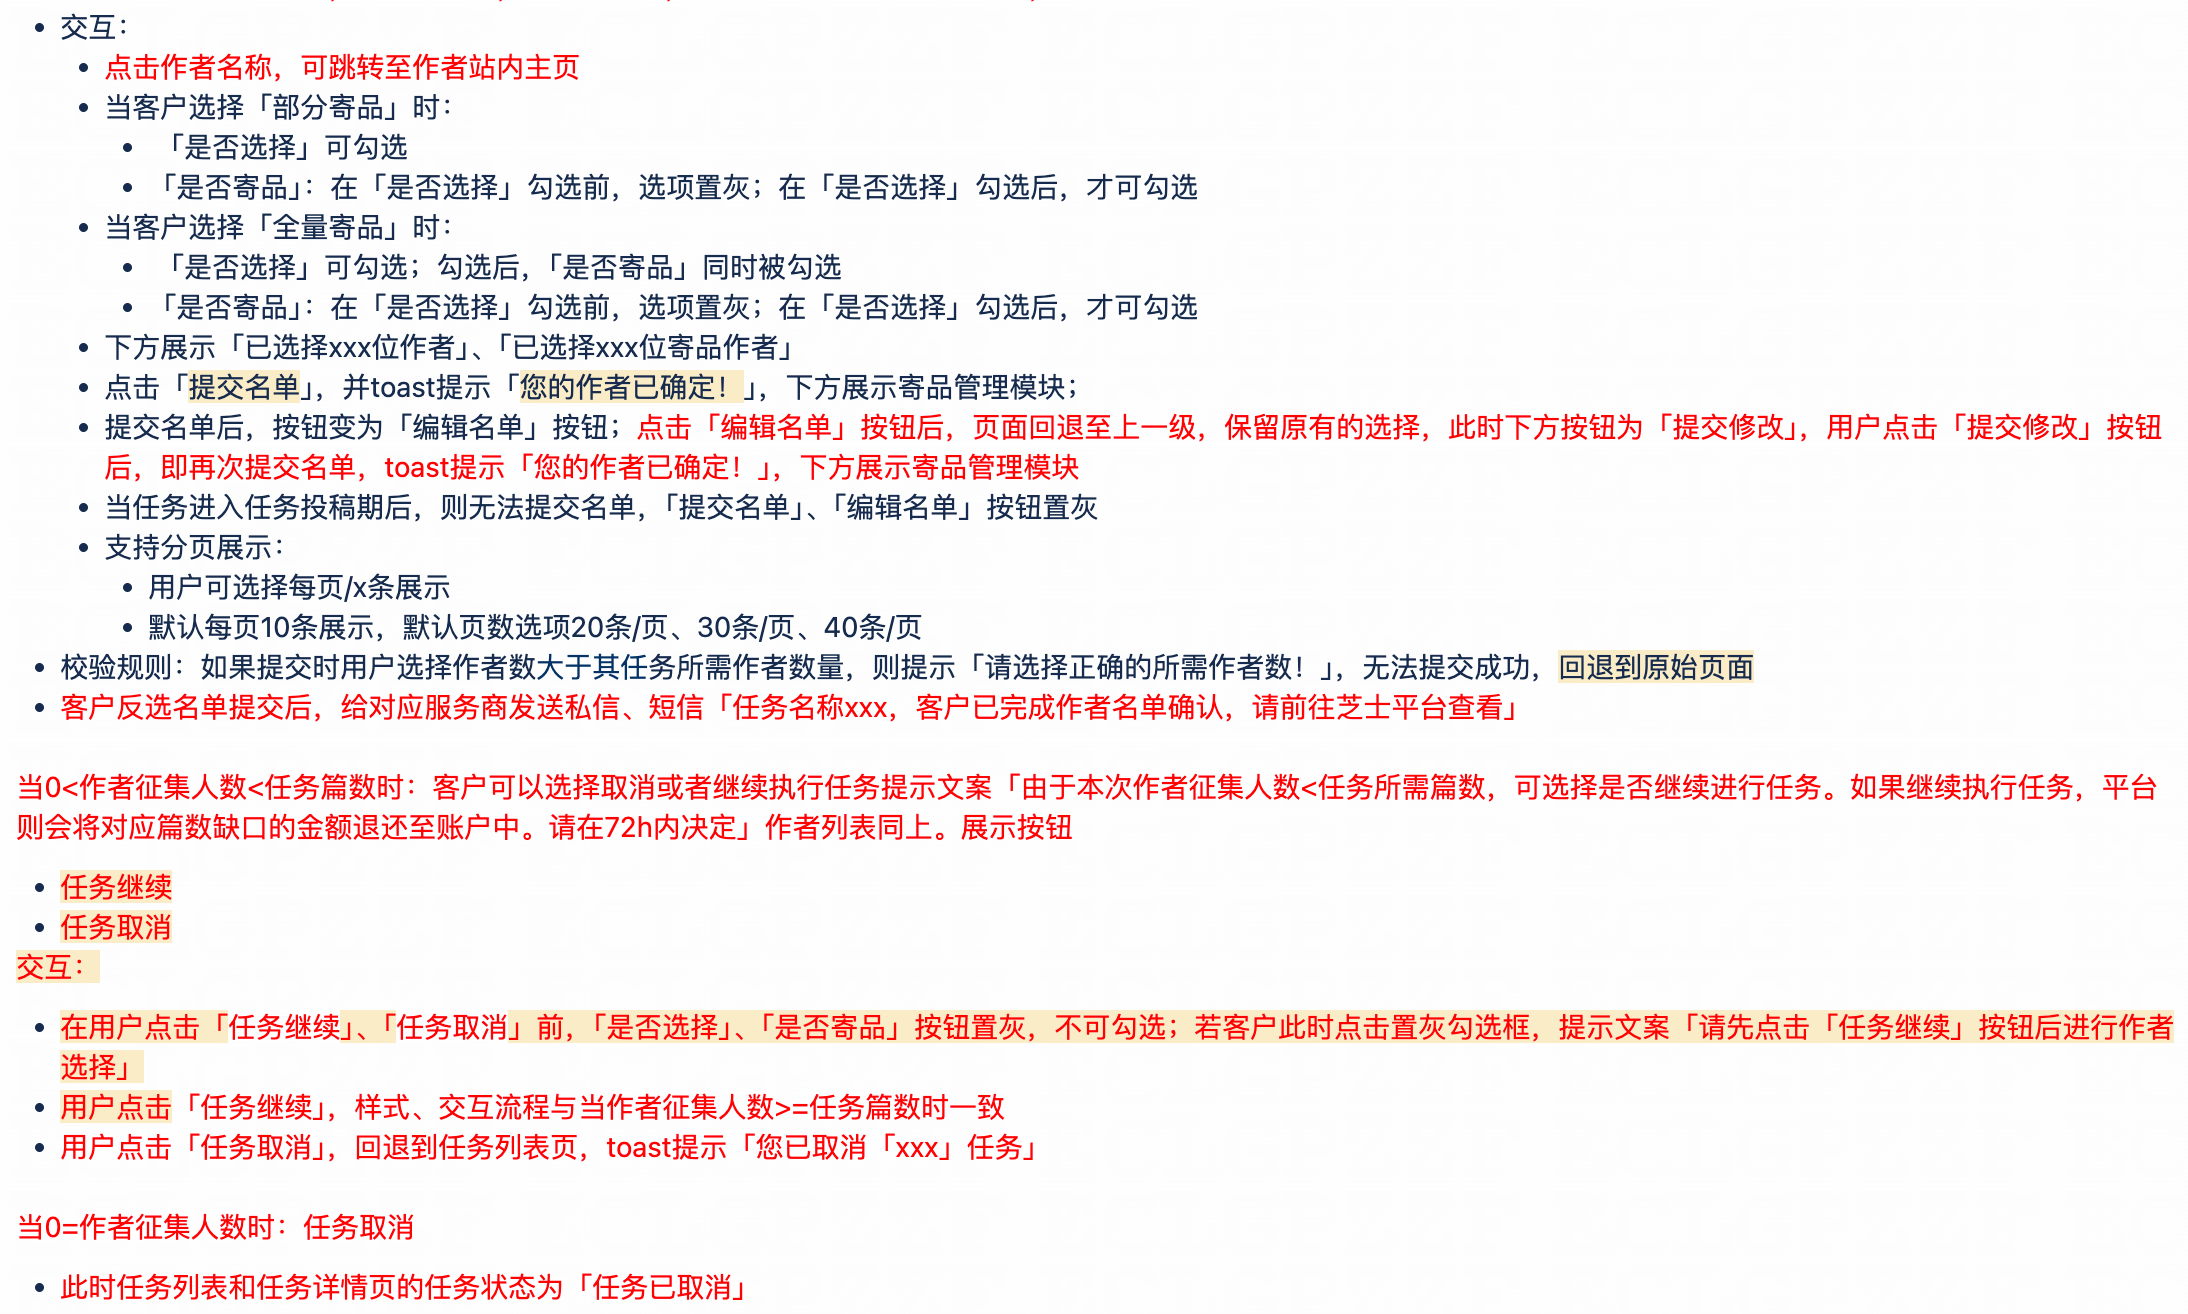 交互：
点击作者名称，可跳转至作者站内主页
当客户选择「部分寄品」时：
「是否选择」可勾选
「是否寄品」：在「是否选择」勾选前，选项置灰；在「是否选择」勾选后，才可勾选
当客户选择「全量寄品」时：
「是否选择」可勾选；勾选后，「是否寄品」同时被勾选
「是否寄品」：在「是否选择」勾选前，选项置灰；在「是否选择」勾选后，才可勾选
下方展示「已选择xxx位作者」、「已选择xxx位寄品作者」
点击「提交名单」，并toast提示「您的作者已确定！」，下方展示寄品管理模块；
提交名单后，按钮变为「编辑名单」按钮；点击「编辑名单」按钮后，页面回退至上一级，保留原有的选择，此时下方按钮为「提交修改」，用户点击「提交修改」按钮
后，即再次提交名单，toast提示「您的作者已确定！」，下方展示寄品管理模块
当任务进入任务投稿期后，则无法提交名单，「提交名单」、「编辑名单」按钮置灰
支持分页展示：
用户可选择每页/x条展示
默认每页10条展示，默认页数选项20条/页、30条/页、40条/页
校验规则：如果提交时用户选择作者数大于其任务所需作者数量，则提示「请选择正确的所需作者数！」，无法提交成功，回退到原始页面
客户反选名单提交后，给对应服务商发送私信、短信「任务名称xxx，客户已完成作者名单确认，请前往芝士平台查看」
当0<作者征集人数<任务篇数时：客户可以选择取消或者继续执行任务提示文案「由于本次作者征集人数<任务所需篇数，可选择是否继续进行任务。如果继续执行任务，平台
则会将对应篇数缺口的金额退还至账户中。请在72h内决定」作者列表同上。展示按钮
任务继续
任务取消
交互：
在用户点击「任务继续」、「任务取消」前，「是否选择」、「是否寄品」按钮置灰，不可勾选；若客户此时点击置灰勾选框，提示文案「请先点击「任务继续」按钮后进行作者
选择」
用户点击「任务继续」，样式、交互流程与当作者征集人数>=任务篇数时一致
用户点击「任务取消」，回退到任务列表页，toast提示「您已取消「xxx」任务」
当0=作者征集人数时：任务取消
此时任务列表和任务详情页的任务状态为「任务已取消」